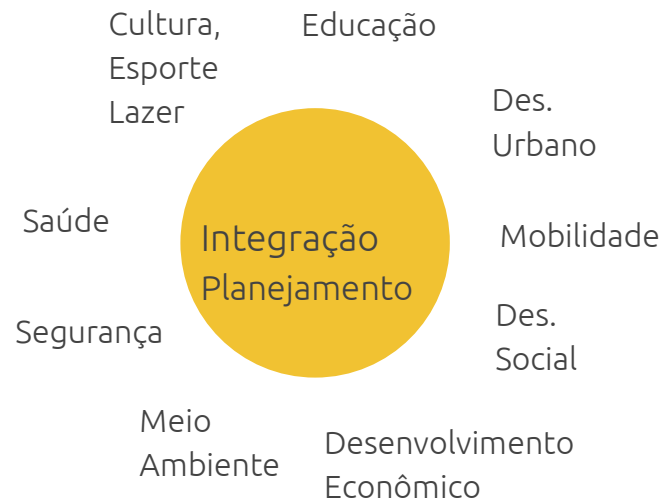 Cultura,
Esporte
Lazer
Educação
Des.
Urbano
Saúde
Integração
Planejamento
Mobilidade
Segurança
Des.
Social
Meio
Ambiente
Desenvolvimento
Econômico